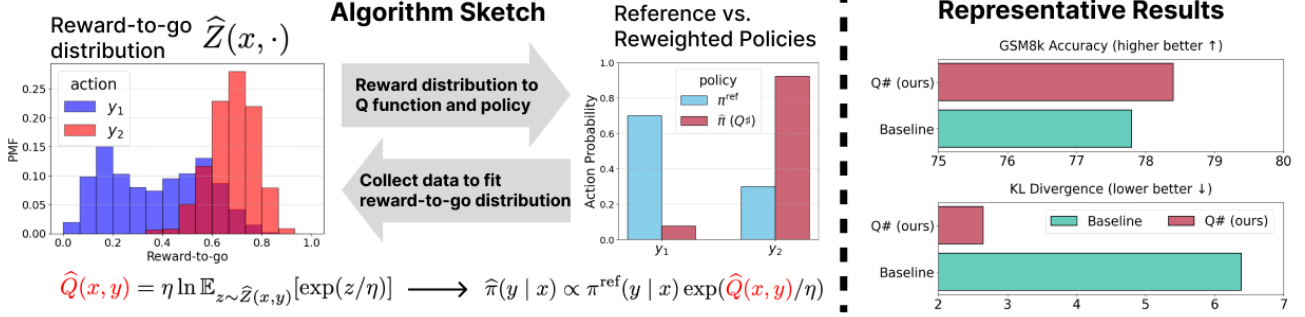 Algorithm Sketch
Reward-to-go
distribution
Ẑ(x, ·)
PMF
0.25
0.20
0.15
0.10
0.05
0.00
action
y₁
y₂
0.0 0.2 0.4 0.6 0.8 1.0
Reward-to-go
Reward distribution to
Q function and policy
Collect data to fit
reward-to-go distribution
Reference vs.
Reweighted Policies
Action Probability
1.0
0.8
0.6
0.4
0.2
0.0
policy
π^ref
π̂ (Q♯)
y₁ y₂
Q̂(x, y) = η ln 𝔼_{z∼Ẑ(x,y)}[exp(z/η)] ⟶ π̂(y | x) ∝ π^ref(y | x) exp(Q̂(x, y)/η)
Representative Results
GSM8k Accuracy (higher better ↑)
Q# (ours)
Baseline
75 76 77 78 79 80
KL Divergence (lower better ↓)
Q# (ours)
Baseline
Baseline Q# (ours)
2 3 4 5 6 7